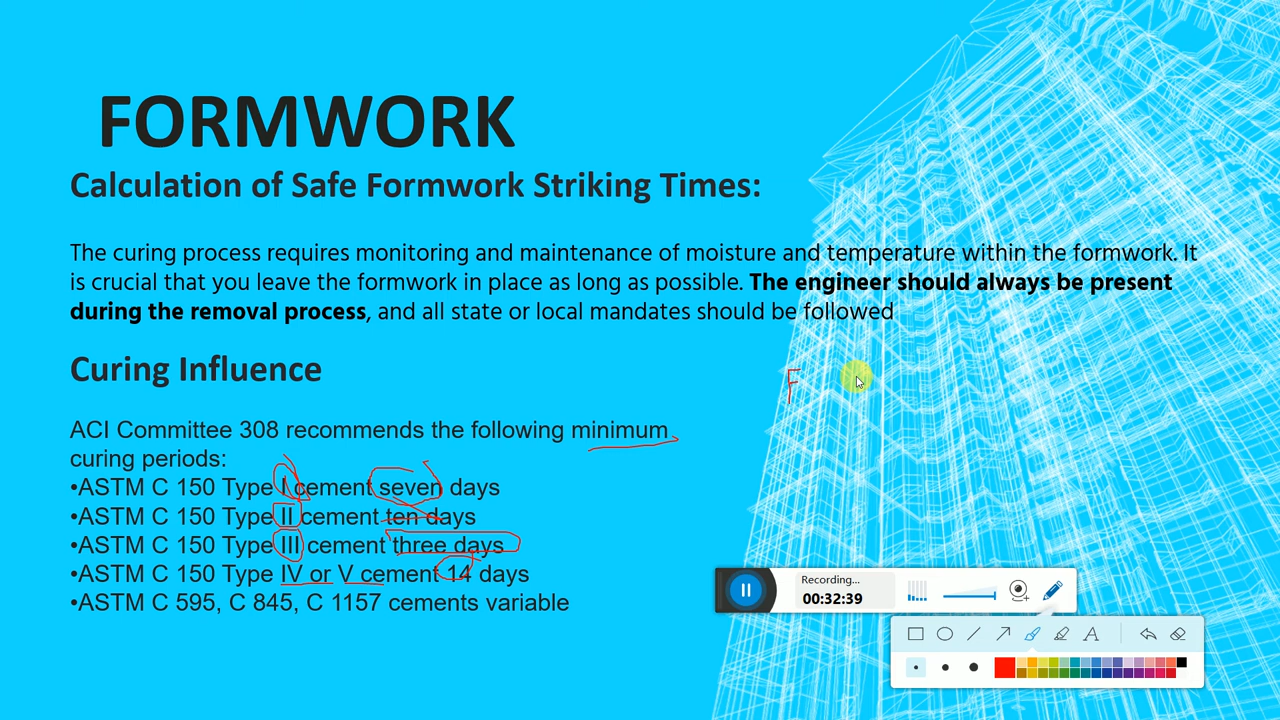 FORMWORK
Calculation of Safe Formwork Striking Times:
The curing process requires monitoring and maintenance of moisture and temperature within the formwork. It
is crucial that you leave the formwork in place as long as possible. The engineer should always be present
during the removal process, and all state or local mandates should be followed
Curing Influence
F
ACI Committee 308 recommends the following minimum
curing periods:
•ASTM C 150 Type I cement seven days
•ASTM C 150 Type II cement ten days
•ASTM C 150 Type III cement three days
•ASTM C 150 Type IV or V cement 14 days
•ASTM C 595, C 845, C 1157 cements variable
Recording...
00:32:39
A